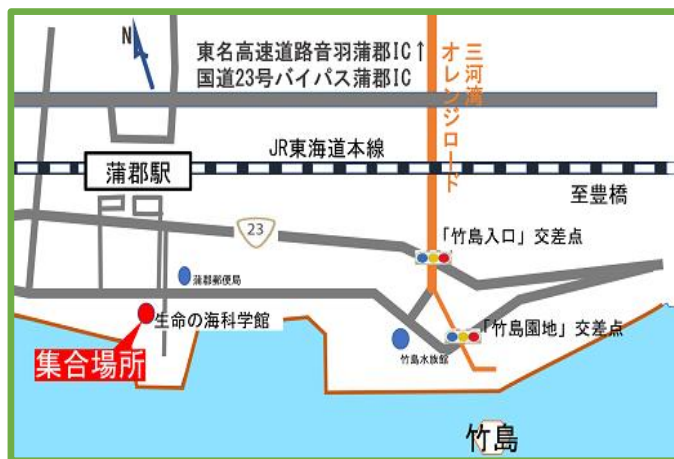 N
東名高速道路音羽蒲郡IC↑
国道23号バイパス蒲郡IC
三河湾
オレンジロード
JR東海道本線
蒲郡駅
至豊橋
23
「竹島入口」交差点
蒲郡郵便局
生命の海科学館
「竹島園地」交差点
竹島水族館
集合場所
竹島